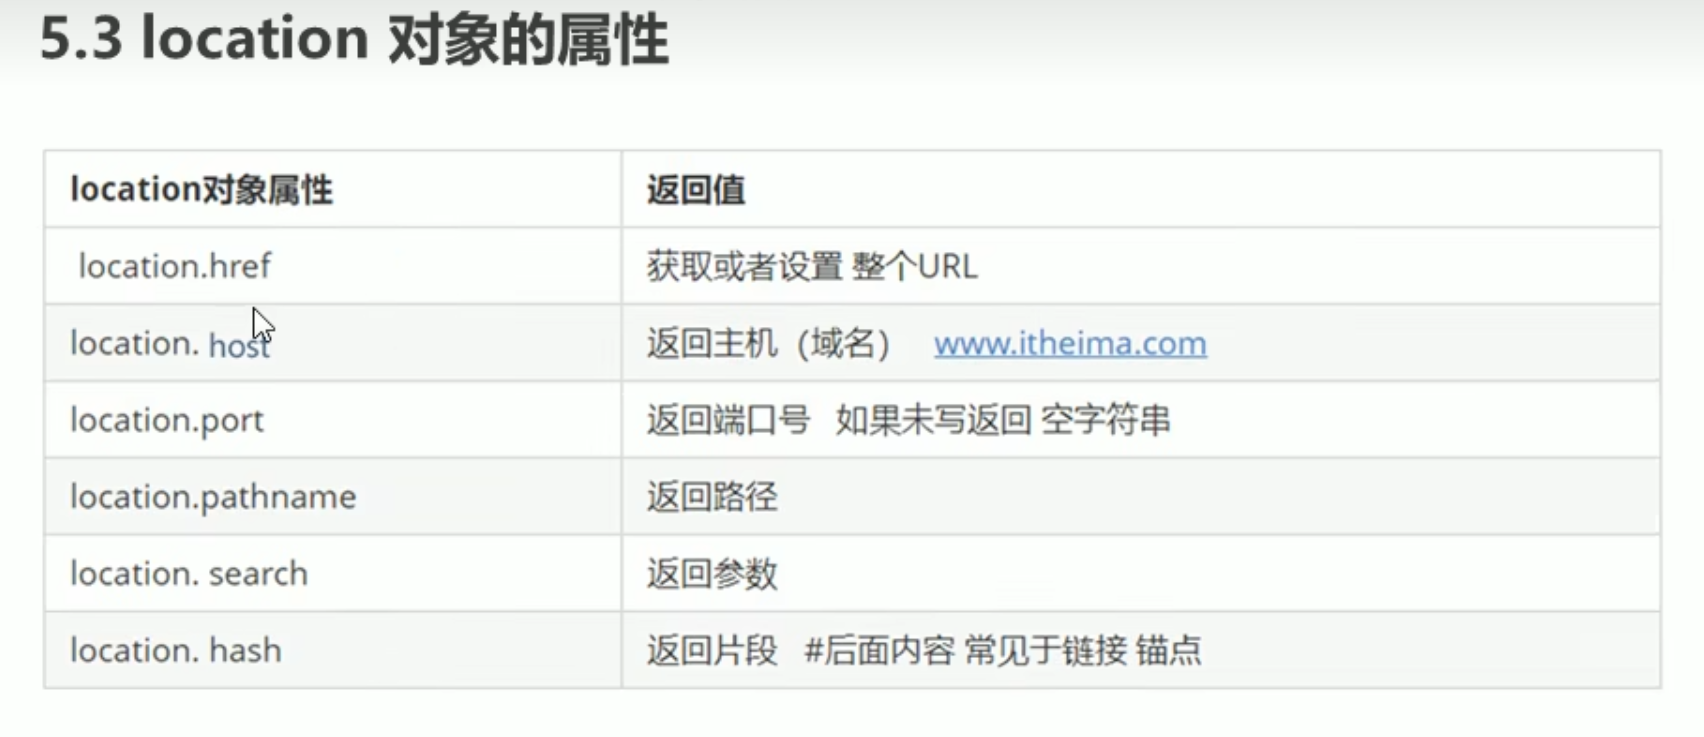 5.3 location 对象的属性
location对象属性 返回值
location.href 获取或者设置 整个URL
location. host 返回主机（域名） www.itheima.com
location.port 返回端口号 如果未写返回 空字符串
location.pathname 返回路径
location. search 返回参数
location. hash 返回片段 #后面内容 常见于链接 锚点